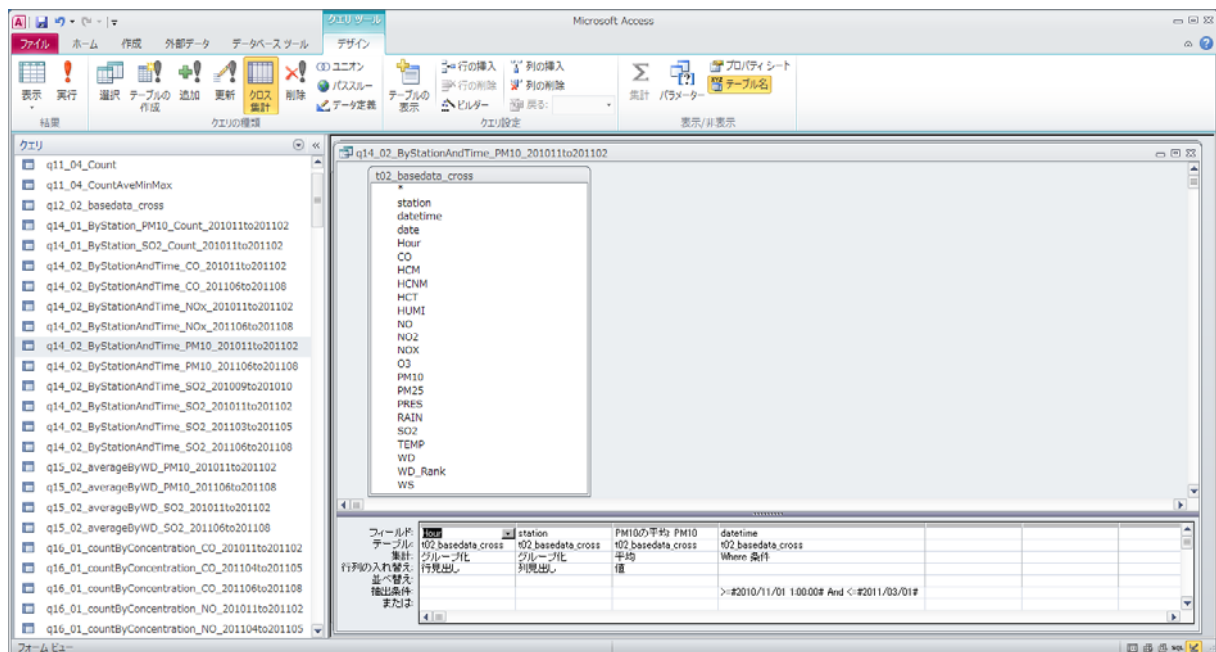 クエリ ツール
Microsoft Access
ファイル ホーム 作成 外部データ データベース ツール デザイン
表示 実行 選択 テーブルの作成 追加 更新 クロス集計 削除
ユニオン
パススルー
データ定義
テーブルの表示
行の挿入
行の削除
ビルダー
列の挿入
列の削除
戻る:
集計 パラメーター
プロパティ シート
テーブル名
結果 クエリの種類 クエリ設定 表示/非表示
クエリ
q11_04_Count
q11_04_CountAveMinMax
q12_02_basedata_cross
q14_01_ByStation_PM10_Count_201011to201102
q14_01_ByStation_SO2_Count_201011to201102
q14_02_ByStationAndTime_CO_201011to201102
q14_02_ByStationAndTime_CO_201106to201108
q14_02_ByStationAndTime_NOx_201011to201102
q14_02_ByStationAndTime_NOx_201106to201108
q14_02_ByStationAndTime_PM10_201011to201102
q14_02_ByStationAndTime_PM10_201106to201108
q14_02_ByStationAndTime_SO2_201009to201010
q14_02_ByStationAndTime_SO2_201011to201102
q14_02_ByStationAndTime_SO2_201103to201105
q14_02_ByStationAndTime_SO2_201106to201108
q15_02_averageByWD_PM10_201011to201102
q15_02_averageByWD_PM10_201106to201108
q15_02_averageByWD_SO2_201011to201102
q15_02_averageByWD_SO2_201106to201108
q16_01_countByConcentration_CO_201011to201102
q16_01_countByConcentration_CO_201104to201105
q16_01_countByConcentration_CO_201106to201108
q16_01_countByConcentration_NO_201011to201102
q16_01_countByConcentration_NO_201104to201105
q14_02_ByStationAndTime_PM10_201011to201102
t02_basedata_cross
*
station
datetime
date
Hour
CO
HCM
HCNM
HCT
HUMI
NO
NO2
NOX
O3
PM10
PM25
PRES
RAIN
SO2
TEMP
WD
WD_Rank
WS
フィールド: Hour station PM10の平均: PM10 datetime
テーブル: t02_basedata_cross t02_basedata_cross t02_basedata_cross t02_basedata_cross
集計: グループ化 グループ化 平均 Where 条件
行列の入れ替え: 行見出し 列見出し 値
並べ替え:
抽出条件: >=#2010/11/01 1:00:00# And <=#2011/03/01#
または:
フォーム ビュー
SQL